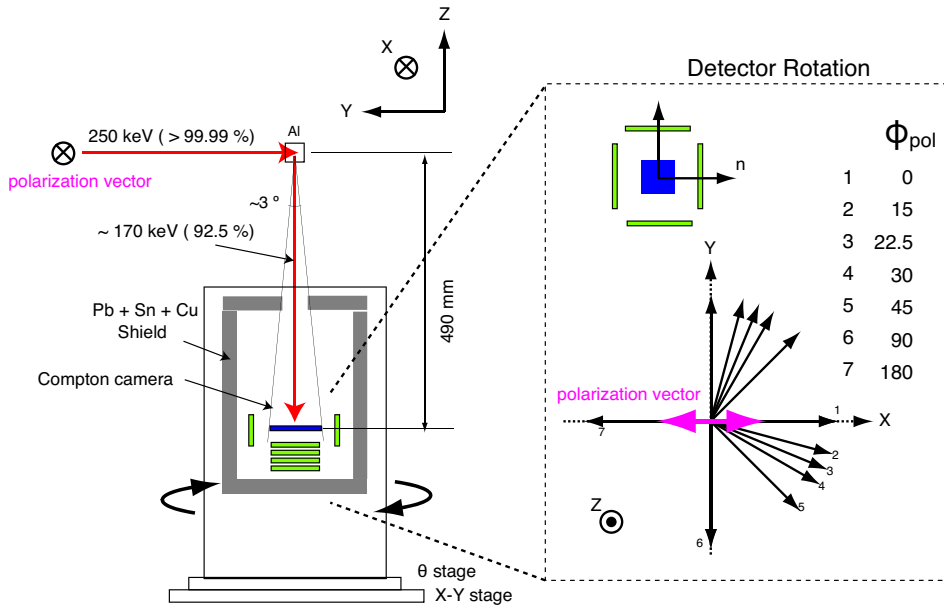 Z
X
Y
Al
250 keV ( > 99.99 %)
polarization vector
~3 °
~ 170 keV ( 92.5 %)
490 mm
Pb + Sn + Cu
Shield
Compton camera
θ stage
X-Y stage
Detector Rotation
n
ϕpol
1 0
2 15
3 22.5
4 30
5 45
6 90
7 180
Y
polarization vector
X
1
2
3
4
5
6
7
Z